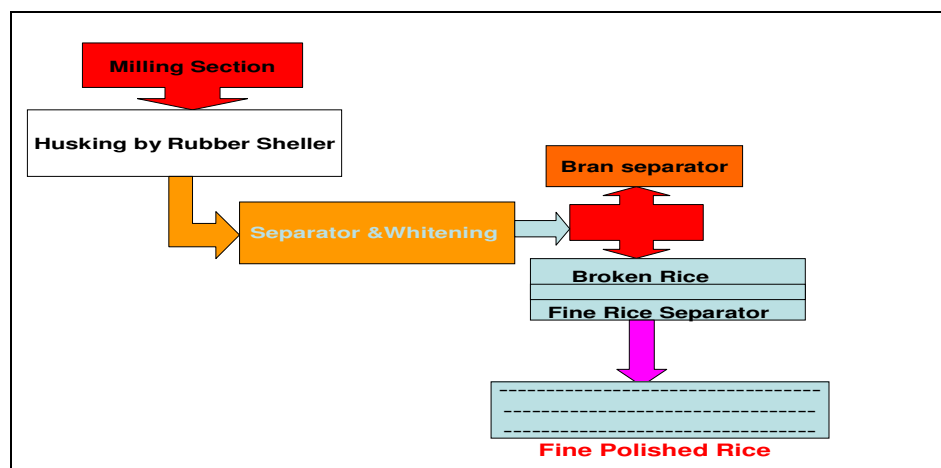 Milling Section
Husking by Rubber Sheller
Bran separator
Separator &Whitening
Broken Rice
Fine Rice Separator
Fine Polished Rice